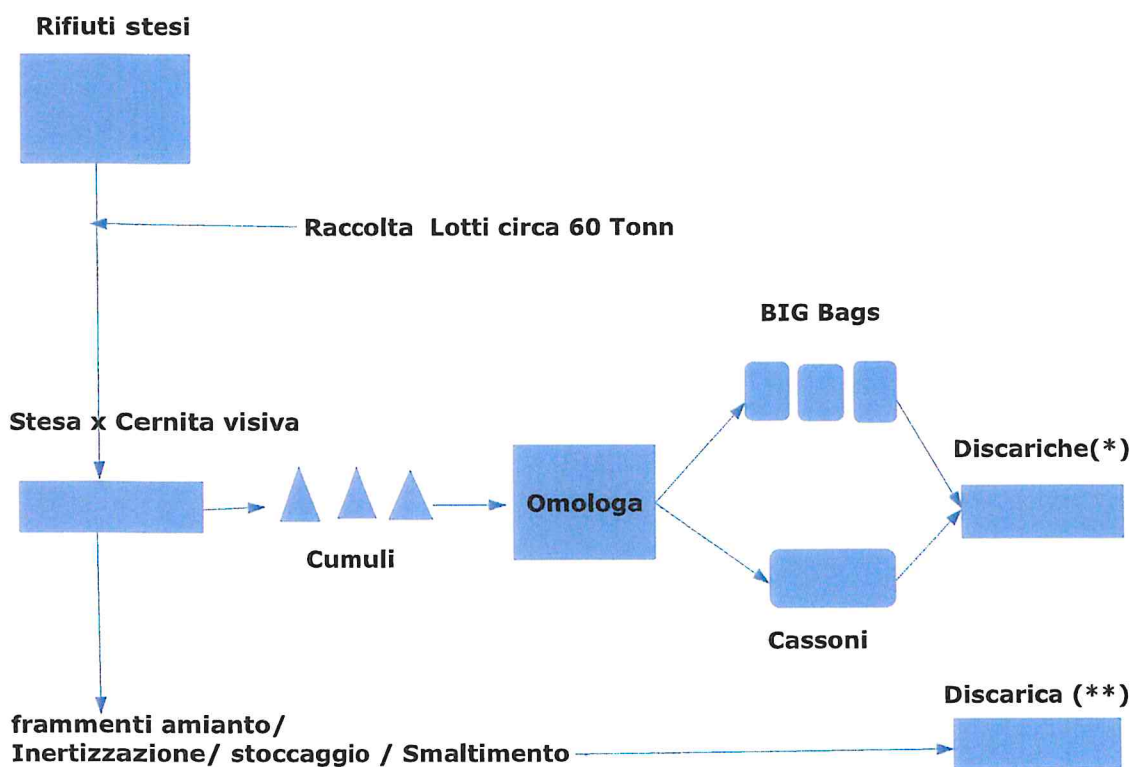 Rifiuti stesi
Raccolta Lotti circa 60 Tonn
BIG Bags
Stesa x Cernita visiva
Discariche(*)
Omologa
Cumuli
Cassoni
Discarica (**)
frammenti amianto/
Inertizzazione/ stoccaggio / Smaltimento